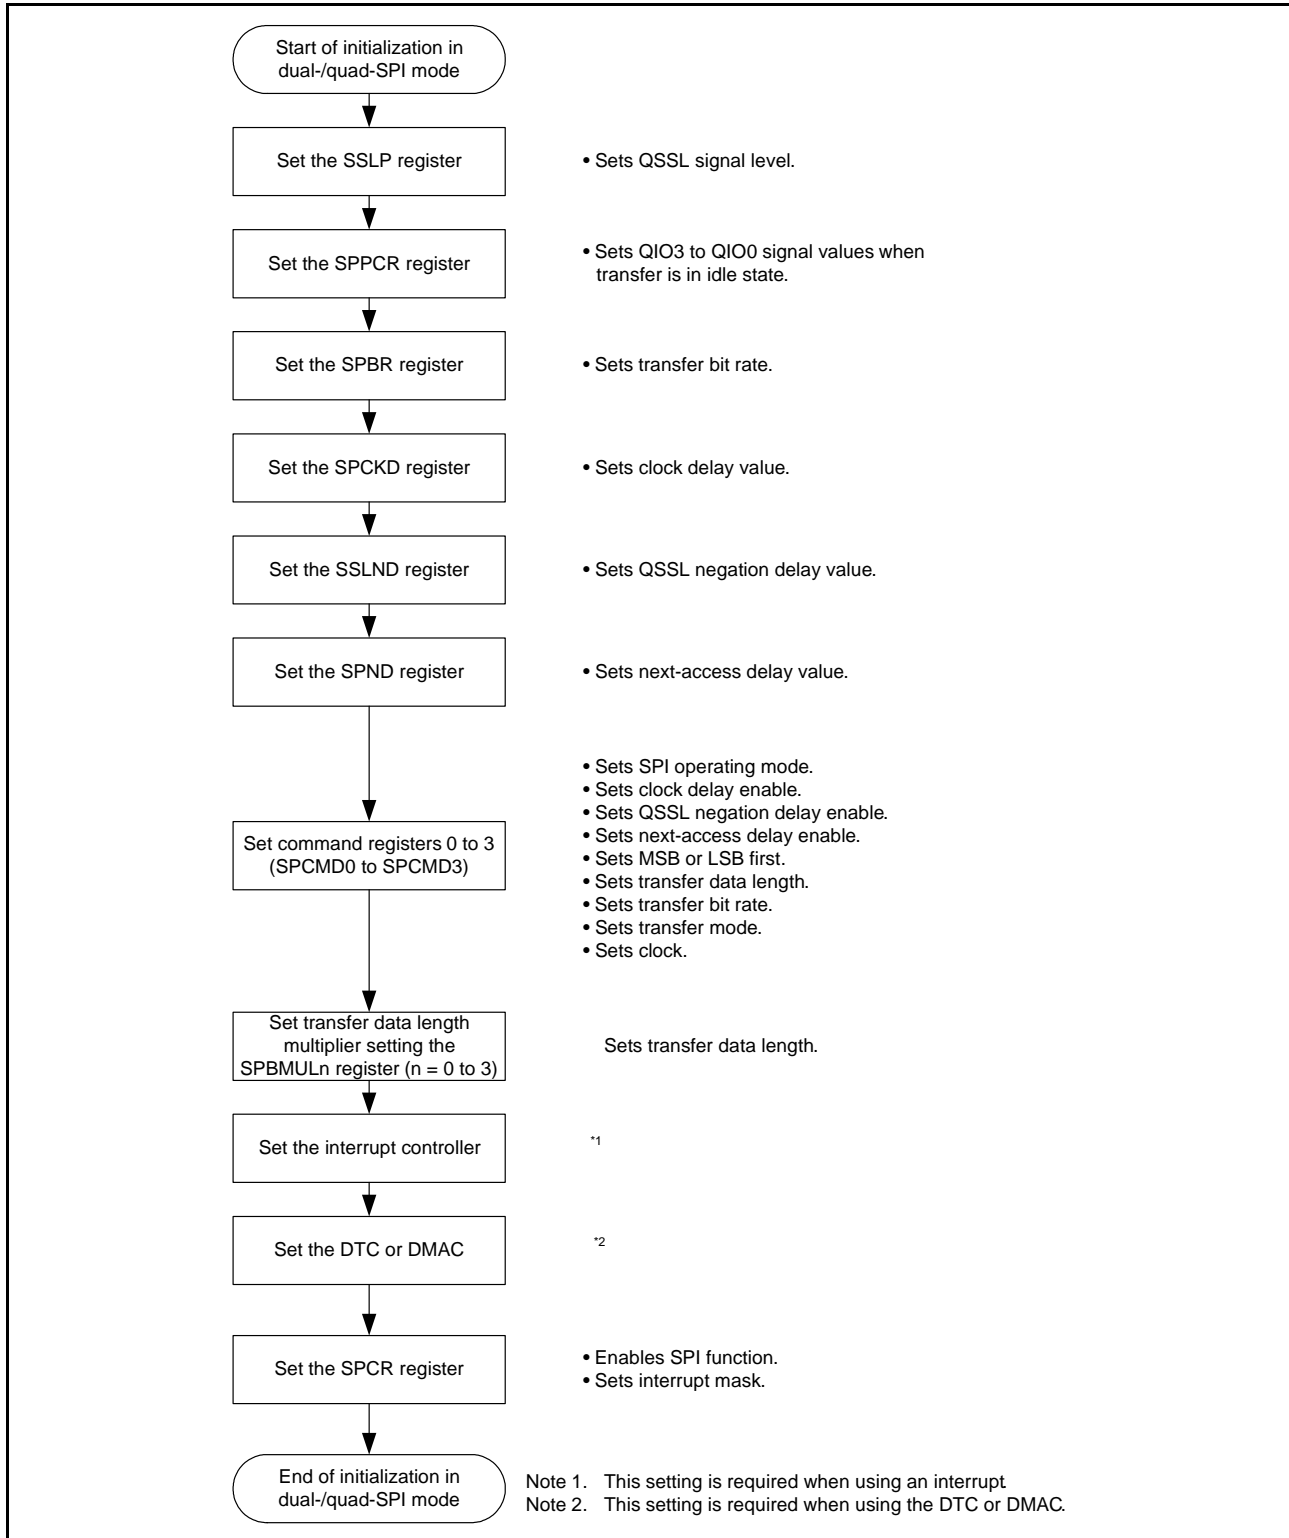 Start of initialization in
dual-/quad-SPI mode
Set the SSLP register
• Sets QSSL signal level.
Set the SPPCR register
• Sets QIO3 to QIO0 signal values when
transfer is in idle state.
Set the SPBR register
• Sets transfer bit rate.
Set the SPCKD register
• Sets clock delay value.
Set the SSLND register
• Sets QSSL negation delay value.
Set the SPND register
• Sets next-access delay value.
Set command registers 0 to 3
(SPCMD0 to SPCMD3)
• Sets SPI operating mode.
• Sets clock delay enable.
• Sets QSSL negation delay enable.
• Sets next-access delay enable.
• Sets MSB or LSB first.
• Sets transfer data length.
• Sets transfer bit rate.
• Sets transfer mode.
• Sets clock.
Set transfer data length
multiplier setting the
SPBMULn register (n = 0 to 3)
Sets transfer data length.
Set the interrupt controller
*1
Set the DTC or DMAC
*2
Set the SPCR register
• Enables SPI function.
• Sets interrupt mask.
End of initialization in
dual-/quad-SPI mode
Note 1. This setting is required when using an interrupt.
Note 2. This setting is required when using the DTC or DMAC.